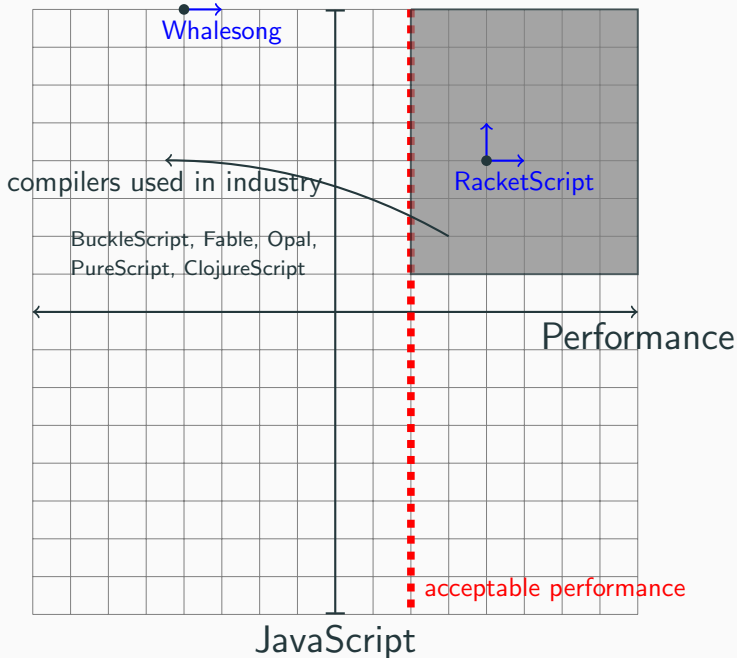 Whalesong
compilers used in industry
RacketScript
BuckleScript, Fable, Opal,
PureScript, ClojureScript
Performance
acceptable performance
JavaScript